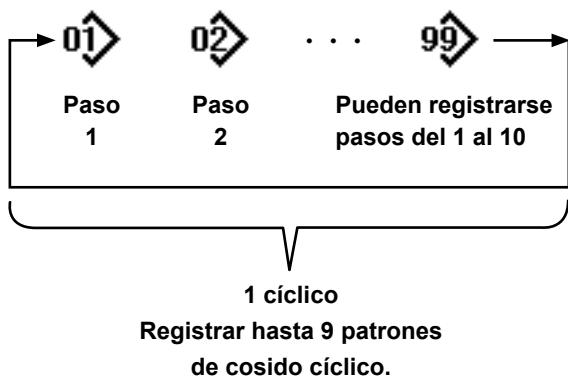 01 02 · · · 99
Paso Paso Pueden registrarse
1 2 pasos del 1 al 10
1 cíclico
Registrar hasta 9 patrones
de cosido cíclico.